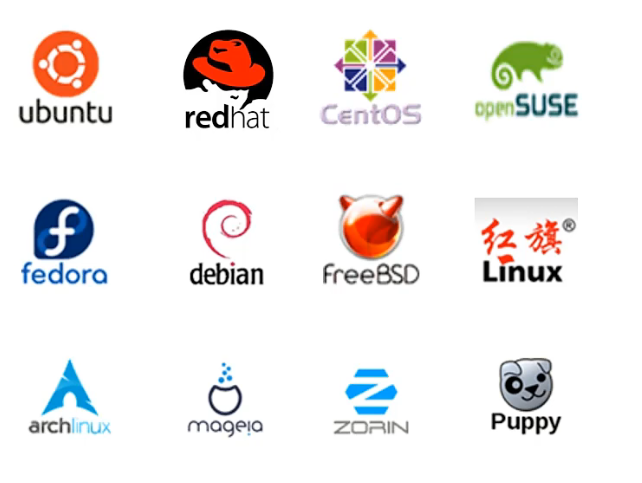 ubuntu
redhat
CentOS
openSUSE
fedora
debian
FreeBSD
红旗®
Linux
archlinux
mageia
ZORIN
Puppy